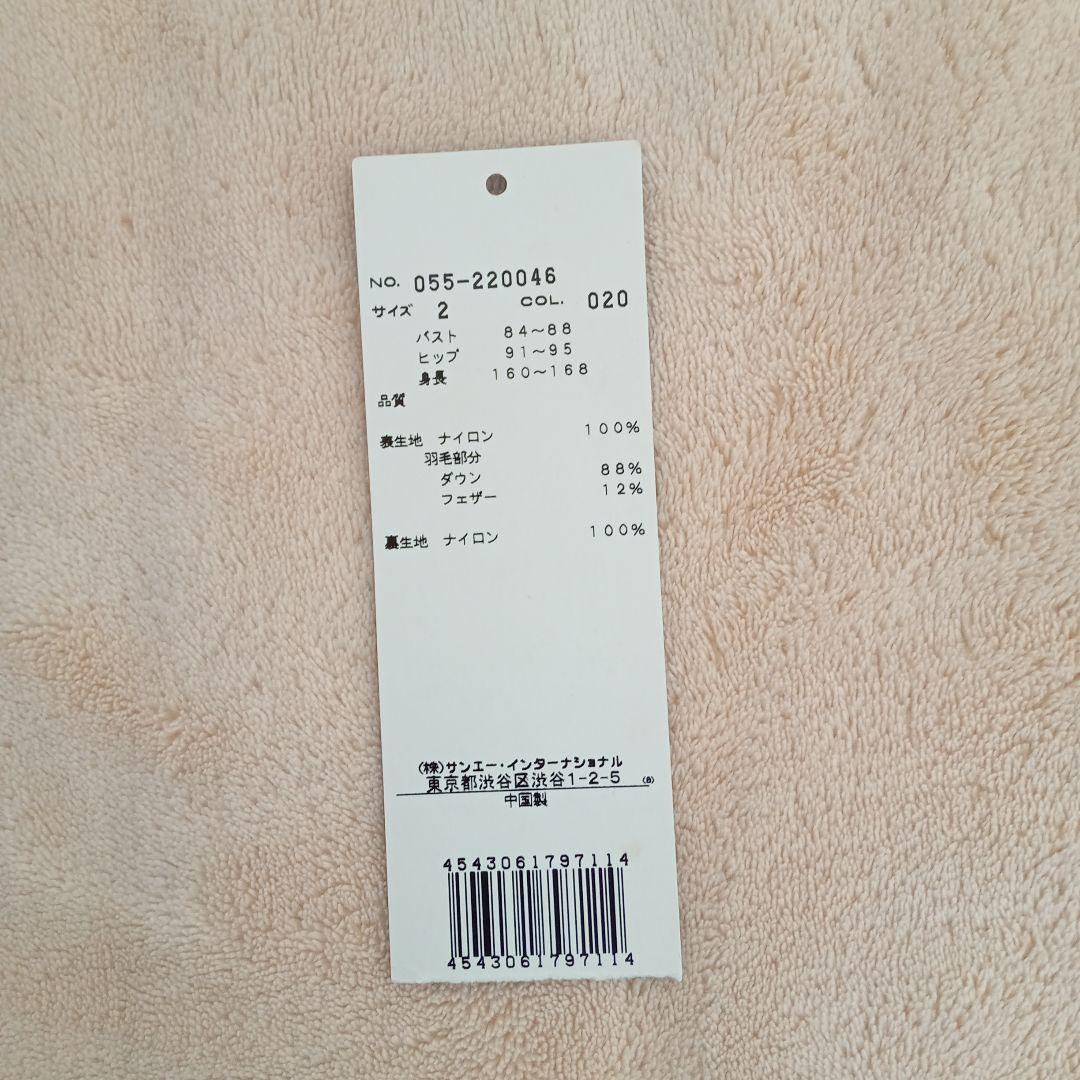 NO. 055-220046
サイズ 2 COL. 020
バスト 84～88
ヒップ 91～95
身長 160～168
品質
表生地 ナイロン 100%
羽毛部分
ダウン 88%
フェザー 12%
裏生地 ナイロン 100%
(株)サンエー・インターナショナル
東京都渋谷区渋谷1-2-5
中国製
4543061797114
4543061797114